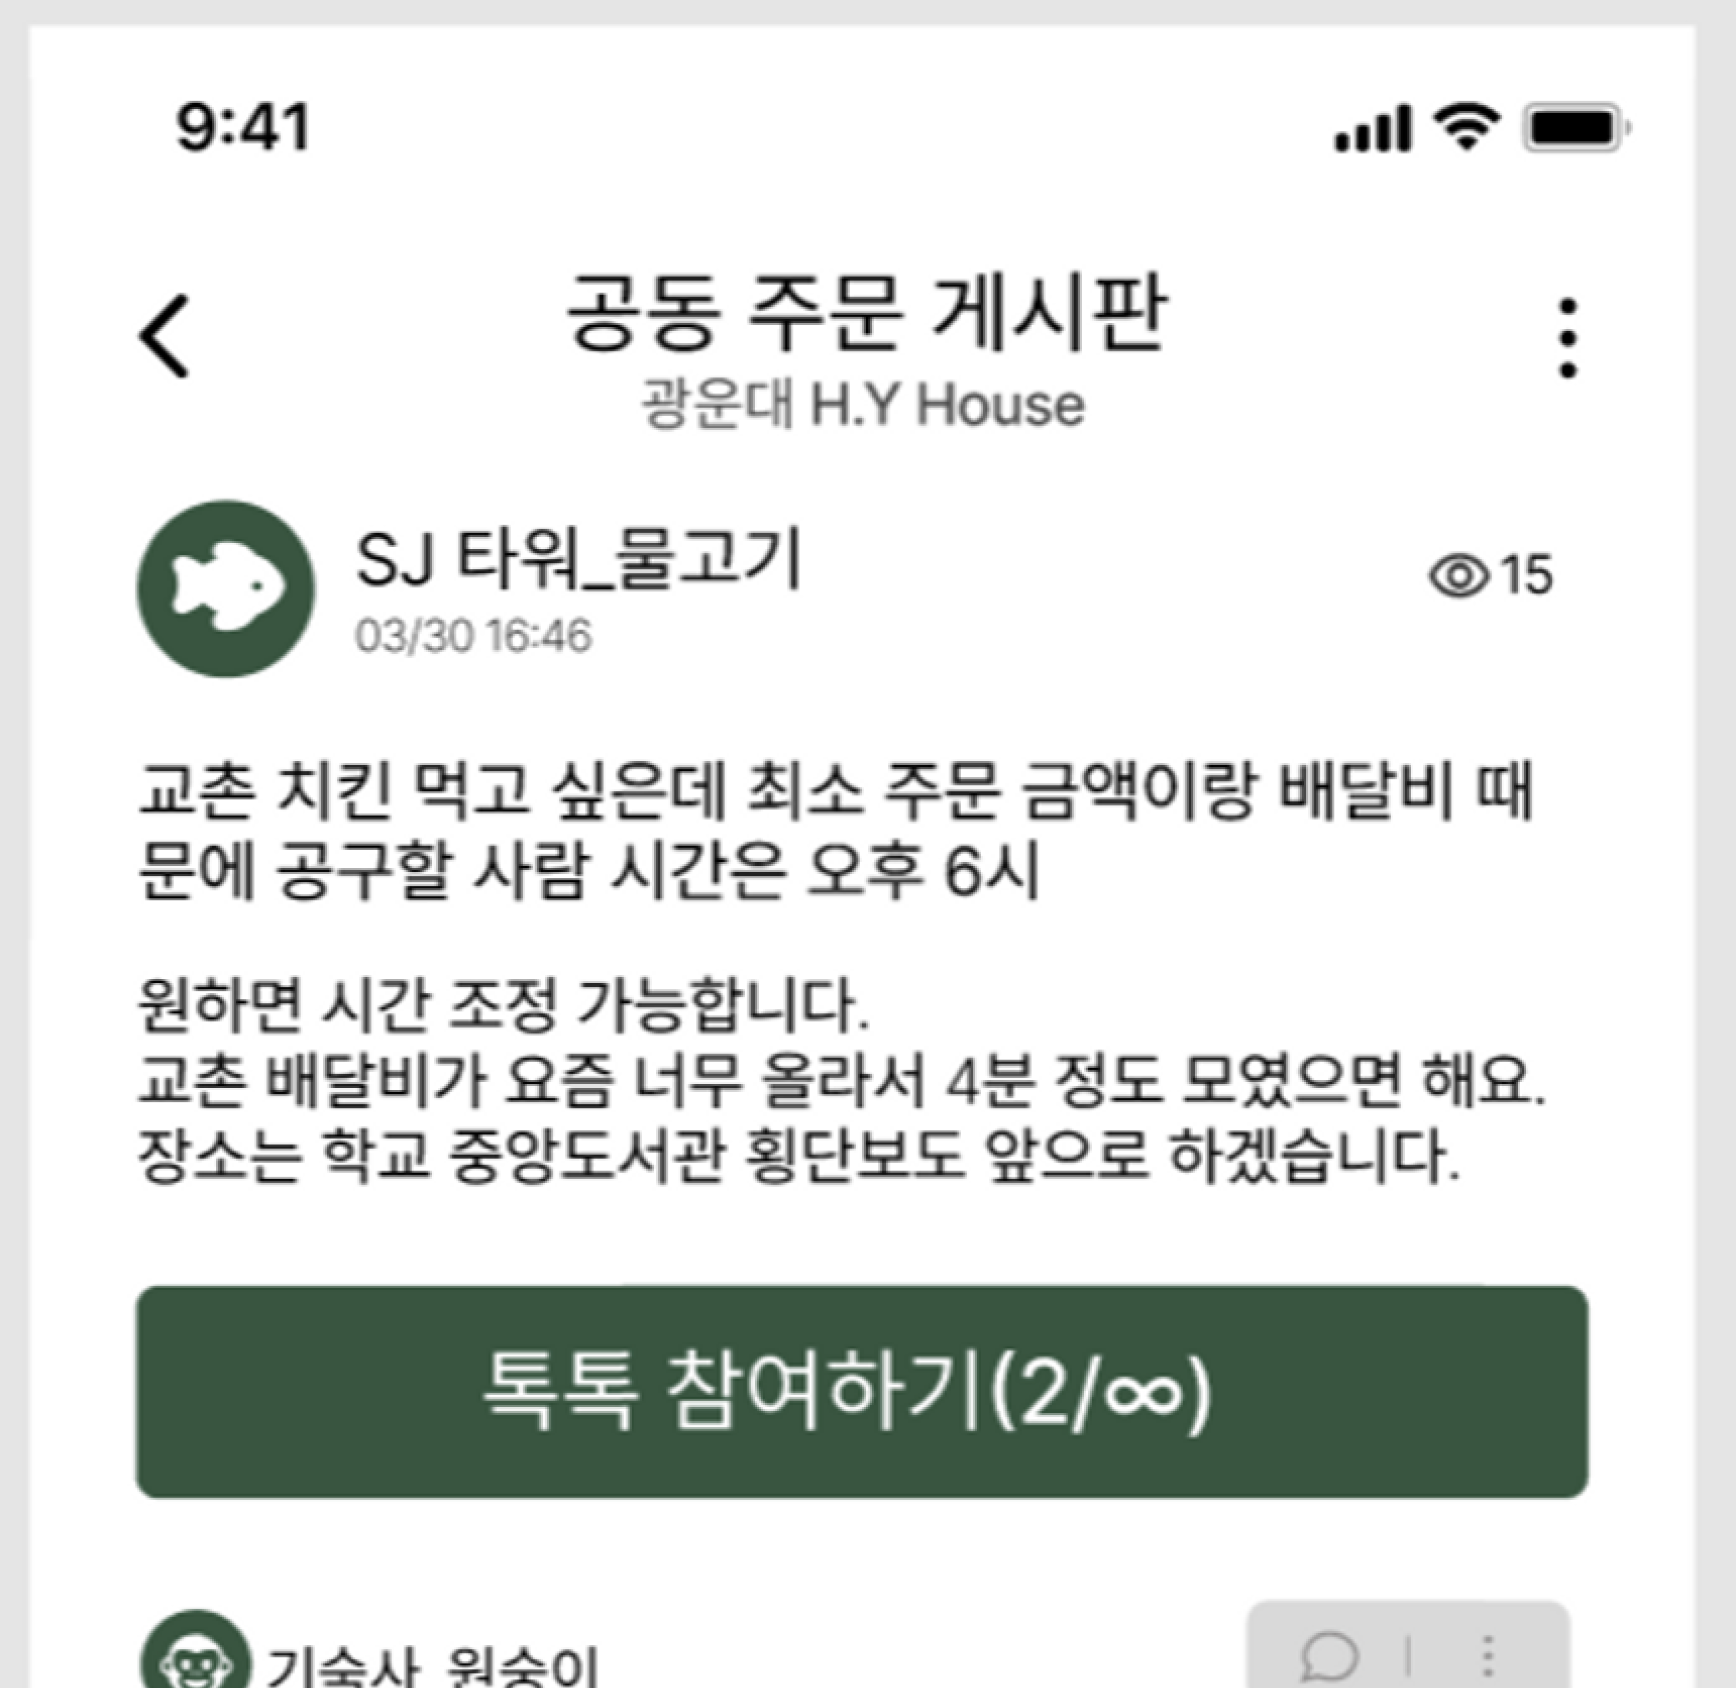 9:41
공동 주문 게시판
광운대 H.Y House
SJ 타워_물고기
15
03/30 16:46
교촌 치킨 먹고 싶은데 최소 주문 금액이랑 배달비 때
문에 공구할 사람 시간은 오후 6시
원하면 시간 조정 가능합니다.
교촌 배달비가 요즘 너무 올라서 4분 정도 모였으면 해요.
장소는 학교 중앙도서관 횡단보도 앞으로 하겠습니다.
톡톡 참여하기(2/∞)
기숙사_원숭이